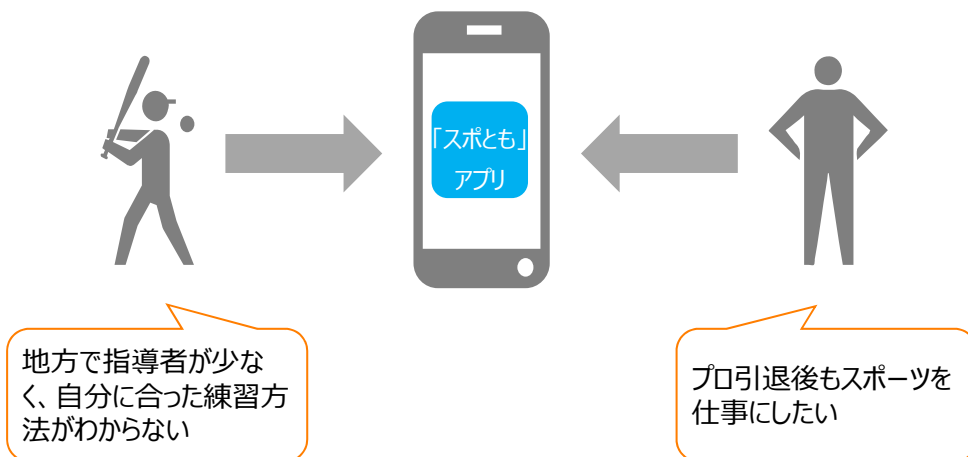 「スポとも」
アプリ
地方で指導者が少な
く、自分に合った練習方
法がわからない
プロ引退後もスポーツを
仕事にしたい